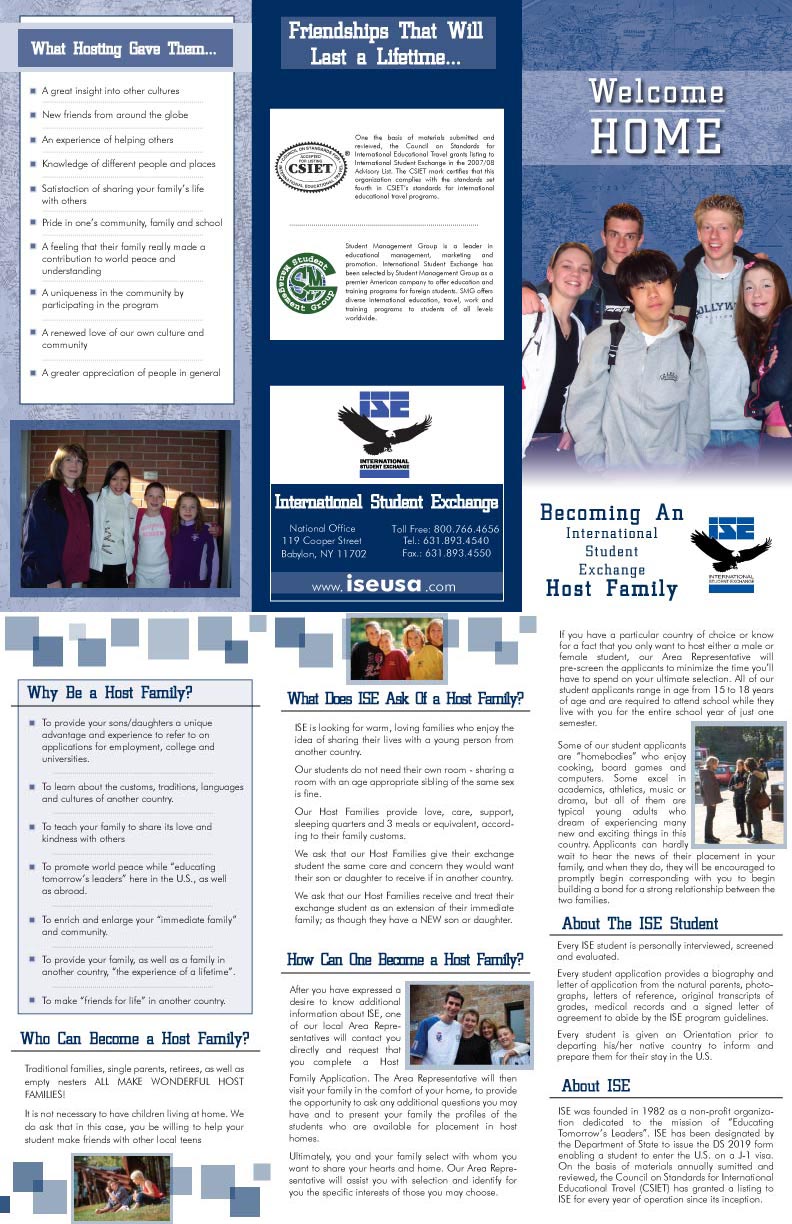 What Hosting Gave Them...
A great insight into other cultures
New friends from around the globe
An experience of helping others
Knowledge of different people and places
Satistaction of sharing your family's life
with others
Pride in one's community, family and school
A feeling that their family really made a
contribution to world peace and
understanding
A uniqueness in the community by
participating in the program
A renewed love of our own culture and
community
A greater appreciation of people in general
Friendships That Will
Last a Lifetime...
CSIET
ACCEPTED
FOR LISTING
®
One the basis of materials submitted and
reviewed, the Council on Standards for
International Educational Travel grants listing to
International Student Exchange in the 2007/08
Advisory List. The CSIET mark certifies that this
organization complies with the standards set
fourth in CSIET's standards for international
educational travel programs.
Student Management Group
SMG
Student Management Group is a leader in
educational management, marketing and
promotion. International Student Exchange has
been selected by Student Management Group as a
premier American company to offer education and
training programs for foreign students. SMG offers
diverse international education, travel, work and
training programs to students of all levels
worldwide.
ISE
INTERNATIONAL
STUDENT EXCHANGE
International Student Exchange
National Office
119 Cooper Street
Babylon, NY 11702
Toll Free: 800.766.4656
Tel.: 631.893.4540
Fax.: 631.893.4550
www.iseusa.com
Welcome
HOME
Becoming An
International
Student
Exchange
Host Family
ISE
INTERNATIONAL
STUDENT EXCHANGE
Why Be a Host Family?
To provide your sons/daughters a unique
advantage and experience to refer to on
applications for employment, college and
universities.
To learn about the customs, traditions, languages
and cultures of another country.
To teach your family to share its love and
kindness with others
To promote world peace while "educating
tomorrow's leaders" here in the U.S., as well
as abroad.
To enrich and enlarge your "immediate family"
and community.
To provide your family, as well as a family in
another country, "the experience of a lifetime".
To make "friends for life" in another country.
Who Can Become a Host Family?
Traditional families, single parents, retirees, as well as
empty nesters ALL MAKE WONDERFUL HOST
FAMILIES!
It is not necessary to have children living at home. We
do ask that in this case, you be willing to help your
student make friends with other local teens
What Does ISE Ask Of a Host Family?
ISE is looking for warm, loving families who enjoy the
idea of sharing their lives with a young person from
another country.
Our students do not need their own room - sharing a
room with an age appropriate sibling of the same sex
is fine.
Our Host Families provide love, care, support,
sleeping quarters and 3 meals or equivalent, accord-
ing to their family customs.
We ask that our Host Families give their exchange
student the same care and concern they would want
their son or daughter to receive if in another country.
We ask that our Host Families receive and treat their
exchange student as an extension of their immediate
family; as though they have a NEW son or daughter.
How Can One Become a Host Family?
After you have expressed a
desire to know additional
information about ISE, one
of our local Area Repre-
sentatives will contact you
directly and request that
you complete a Host
Family Application. The Area Representative will then
visit your family in the comfort of your home, to provide
the opportunity to ask any additional questions you may
have and to present your family the profiles of the
students who are available for placement in host
homes.
Ultimately, you and your family select with whom you
want to share your hearts and home. Our Area Repre-
sentative will assist you with selection and identify for
you the specific interests of those you may choose.
If you have a particular country of choice or know
for a fact that you only want to host either a male or
female student, our Area Representative will
pre-screen the applicants to minimize the time you'll
have to spend on your ultimate selection. All of our
student applicants range in age from 15 to 18 years
of age and are required to attend school while they
live with you for the entire school year of just one
semester.
Some of our student applicants
are "homebodies" who enjoy
cooking, board games and
computers. Some excel in
academics, athletics, music or
drama, but all of them are
typical young adults who
dream of experiencing many
new and exciting things in this
country. Applicants can hardly
wait to hear the news of their placement in your
family, and when they do, they will be encouraged to
promptly begin corresponding with you to begin
building a bond for a strong relationship between the
two families.
About The ISE Student
Every ISE student is personally interviewed, screened
and evaluated.
Every student application provides a biography and
letter of application from the natural parents, photo-
graphs, letters of reference, original transcripts of
grades, medical records and a signed letter of
agreement to abide by the ISE program guidelines.
Every student is given an Orientation prior to
departing his/her native country to inform and
prepare them for their stay in the U.S.
About ISE
ISE was founded in 1982 as a non-profit organiza-
tion dedicated to the mission of "Educating
Tomorrow's Leaders". ISE has been designated by
the Department of State to issue the DS 2019 form
enabling a student to enter the U.S. on a J-1 visa.
On the basis of materials annually sumitted and
reviewed, the Council on Standards for International
Educational Travel (CSIET) has granted a listing to
ISE for every year of operation since its inception.